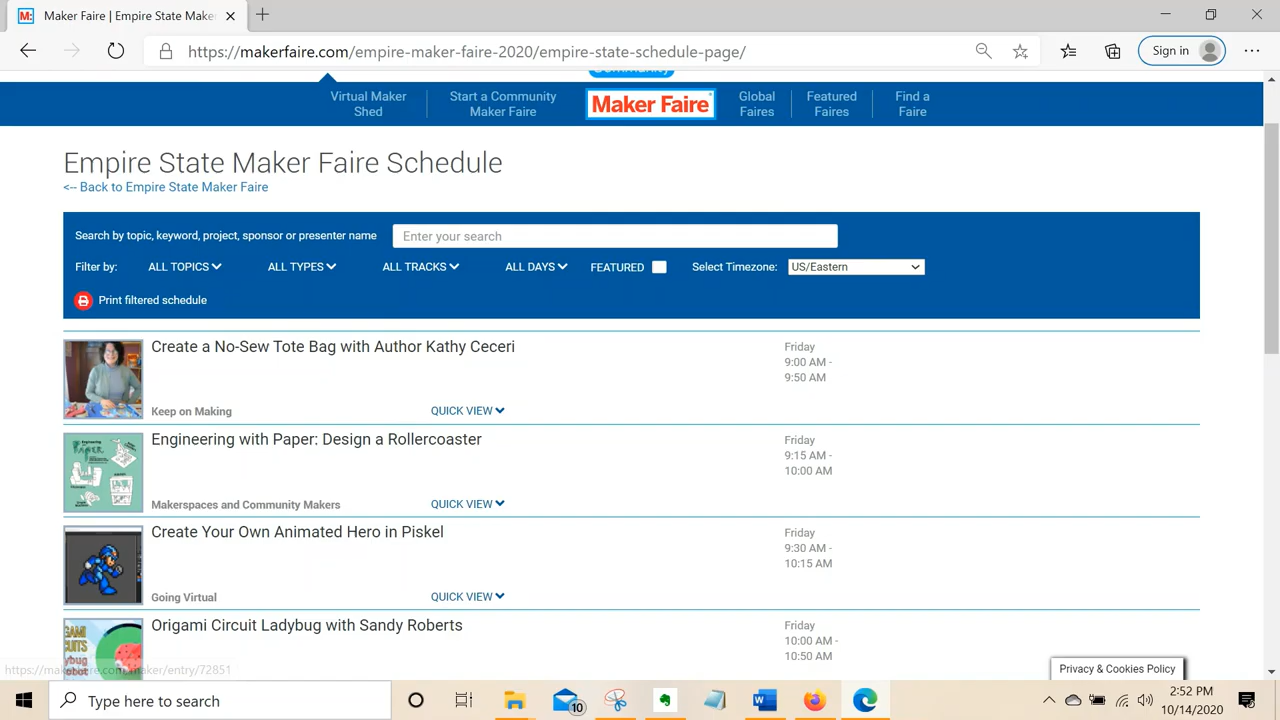 Maker Faire | Empire State Maker
https://makerfaire.com/empire-maker-faire-2020/empire-state-schedule-page/
Sign in
Community
Virtual Maker Shed
Start a Community Maker Faire
Maker Faire
Global Faires
Featured Faires
Find a Faire
Empire State Maker Faire Schedule
<-- Back to Empire State Maker Faire
Search by topic, keyword, project, sponsor or presenter name
Enter your search
Filter by: ALL TOPICS ALL TYPES ALL TRACKS ALL DAYS FEATURED Select Timezone: US/Eastern
Print filtered schedule
Create a No-Sew Tote Bag with Author Kathy Ceceri
Friday
9:00 AM -
9:50 AM
Keep on Making
QUICK VIEW
Engineering with Paper: Design a Rollercoaster
Friday
9:15 AM -
10:00 AM
Makerspaces and Community Makers
QUICK VIEW
Create Your Own Animated Hero in Piskel
Friday
9:30 AM -
10:15 AM
Going Virtual
QUICK VIEW
Origami Circuit Ladybug with Sandy Roberts
Friday
10:00 AM -
10:50 AM
https://makerfaire.com/maker/entry/72851
Privacy & Cookies Policy
Type here to search
10
2:52 PM
10/14/2020